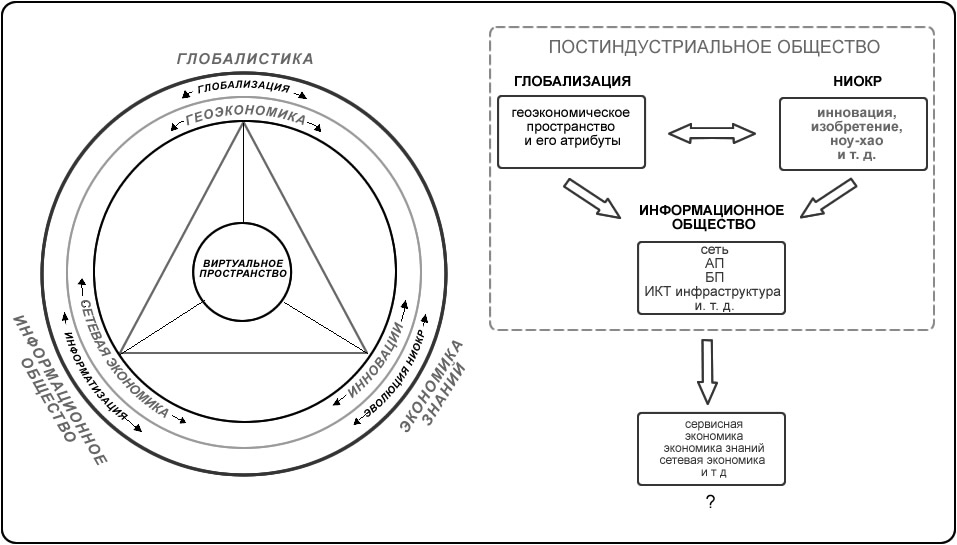 ГЛОБАЛИСТИКА
ГЛОБАЛИЗАЦИЯ
ГЕОЭКОНОМИКА
ВИРТУАЛЬНОЕ
ПРОСТРАНСТВО
СЕТЕВАЯ ЭКОНОМИКА
ИНФОРМАТИЗАЦИЯ
ИНФОРМАЦИОННОЕ
ОБЩЕСТВО
ИННОВАЦИИ
ЭВОЛЮЦИЯ НИОКР
ЭКОНОМИКА
ЗНАНИЙ
ПОСТИНДУСТРИАЛЬНОЕ ОБЩЕСТВО
ГЛОБАЛИЗАЦИЯ
геоэкономическое
пространство
и его атрибуты
НИОКР
инновация,
изобретение,
ноу-хао
и т. д.
ИНФОРМАЦИОННОЕ
ОБЩЕСТВО
сеть
АП
БП
ИКТ инфраструктура
и. т. д.
сервисная
экономика
экономика знаний
сетевая экономика
и т д
?